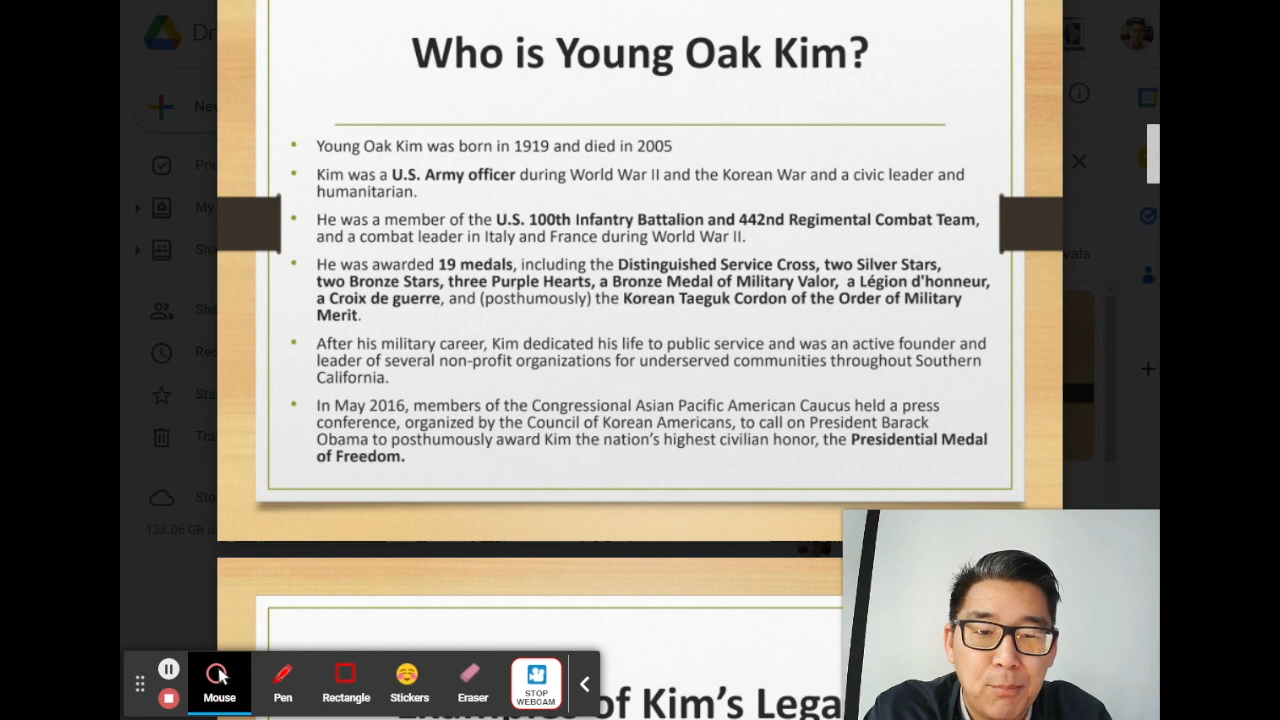 Who is Young Oak Kim?
Young Oak Kim was born in 1919 and died in 2005
Kim was a U.S. Army officer during World War II and the Korean War and a civic leader and
humanitarian.
He was a member of the U.S. 100th Infantry Battalion and 442nd Regimental Combat Team,
and a combat leader in Italy and France during World War II.
He was awarded 19 medals, including the Distinguished Service Cross, two Silver Stars,
two Bronze Stars, three Purple Hearts, a Bronze Medal of Military Valor, a Légion d'honneur,
a Croix de guerre, and (posthumously) the Korean Taeguk Cordon of the Order of Military
Merit.
After his military career, Kim dedicated his life to public service and was an active founder and
leader of several non-profit organizations for underserved communities throughout Southern
California.
In May 2016, members of the Congressional Asian Pacific American Caucus held a press
conference, organized by the Council of Korean Americans, to call on President Barack
Obama to posthumously award Kim the nation's highest civilian honor, the Presidential Medal
of Freedom.
Dr
New
Pri
My
Sha
Sha
Rec
Sta
Tra
Sto
138.06 GB u
vals
of Kim's Lega
Mouse
Pen
Rectangle
Stickers
Eraser
STOP
WEBCAM